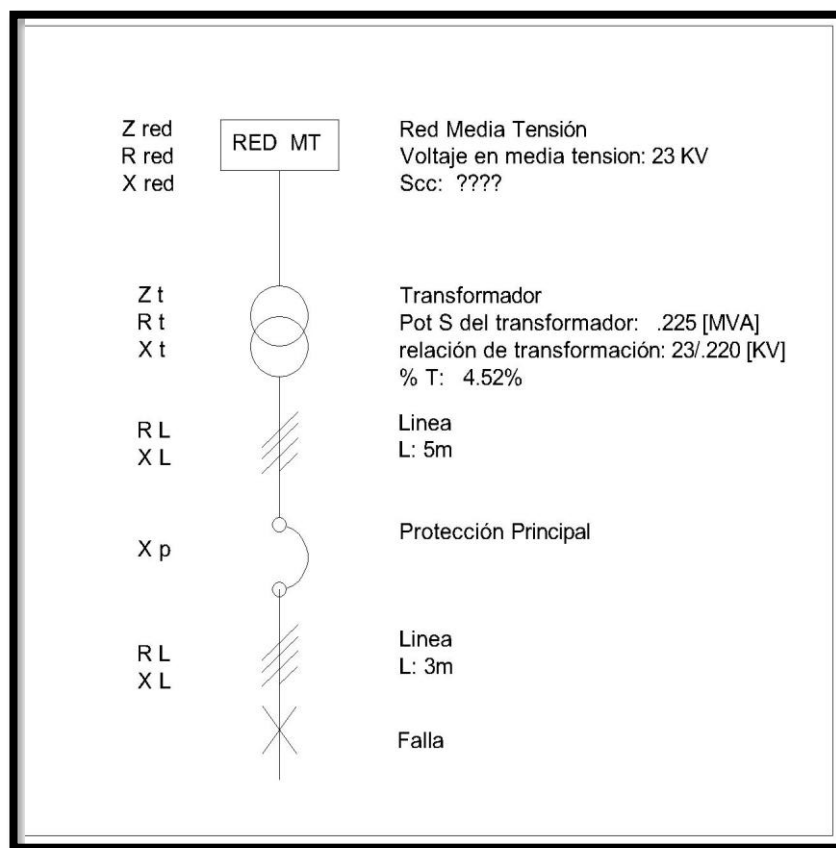 Z red
R red
X red
RED MT
Red Media Tensión
Voltaje en media tension: 23 KV
Scc: ????
Z t
R t
X t
Transformador
Pot S del transformador: .225 [MVA]
relación de transformación: 23/.220 [KV]
% T: 4.52%
R L
X L
Linea
L: 5m
X p
Protección Principal
R L
X L
Linea
L: 3m
Falla